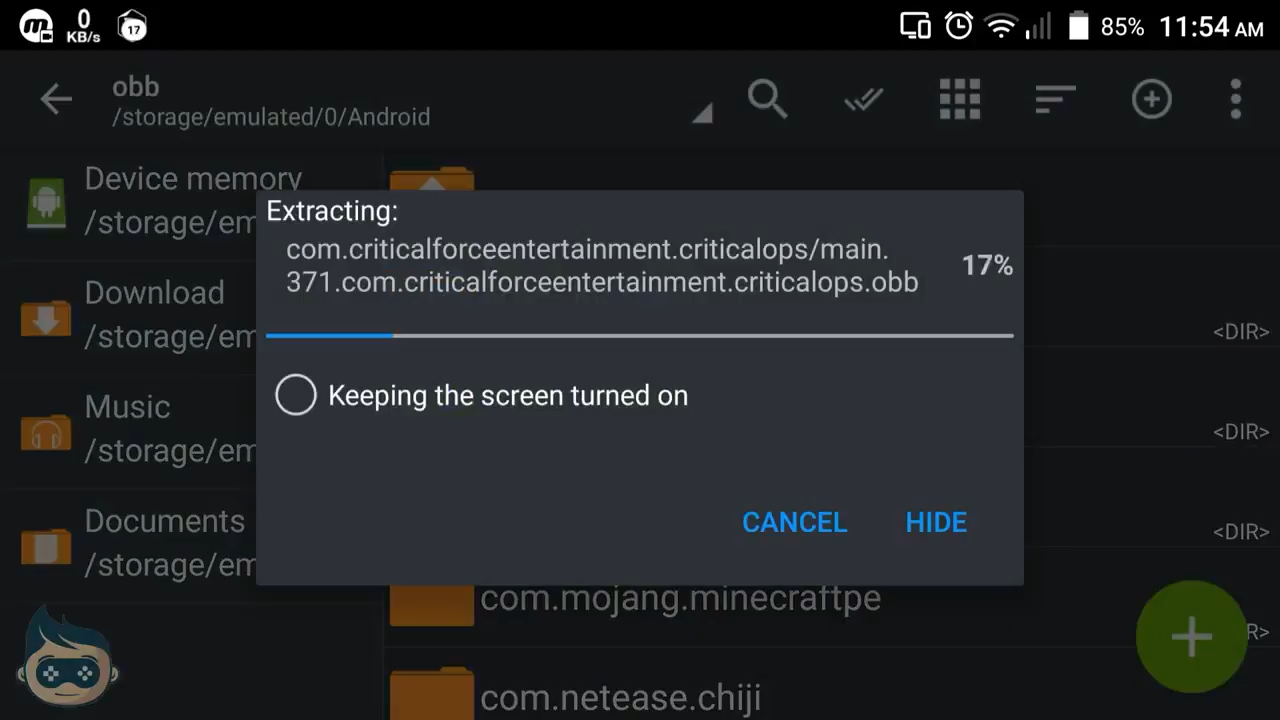 0
KB/s
17
85%
11:54 AM
obb
/storage/emulated/0/Android
Device memory
/storage/em
Download
/storage/em
Music
/storage/em
Documents
/storage/em
Extracting:
com.criticalforceentertainment.criticalops/main.
371.com.criticalforceentertainment.criticalops.obb
17%
Keeping the screen turned on
CANCEL
HIDE
<DIR>
<DIR>
<DIR>
com.mojang.minecraftpe
R>
com.netease.chiji